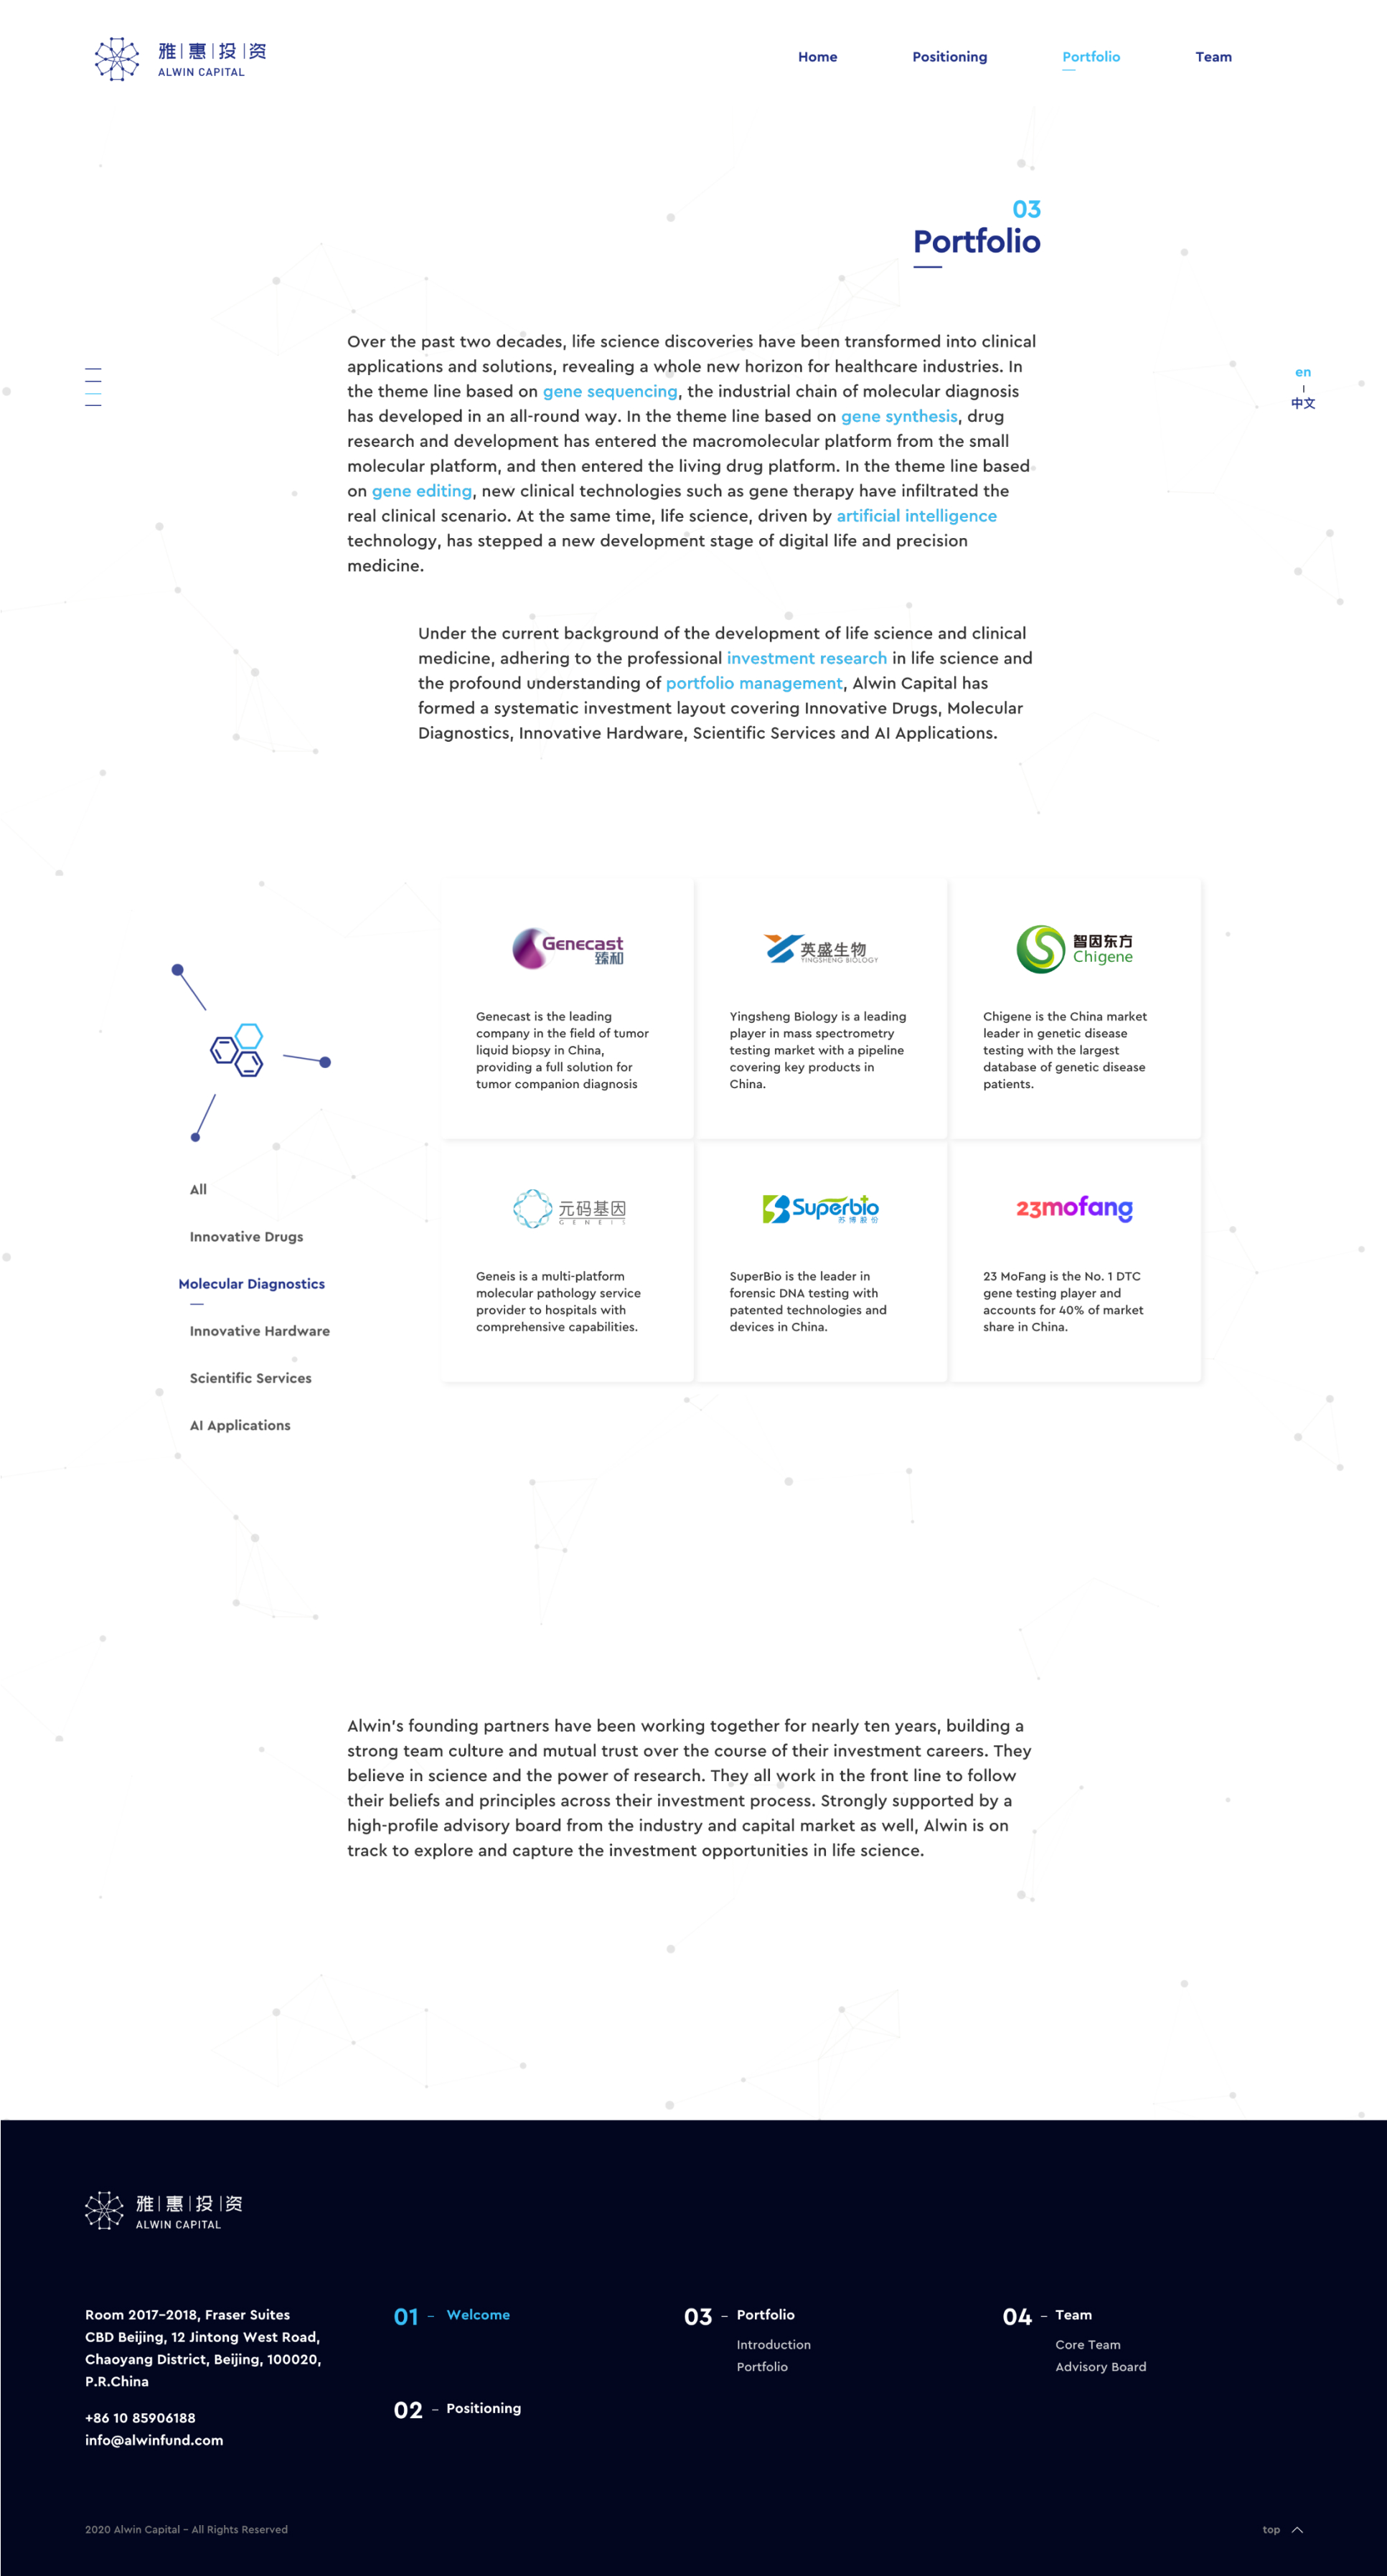 雅惠投资
ALWIN CAPITAL
Home
Positioning
Portfolio
Team
03
Portfolio
en
中文
Over the past two decades, life science discoveries have been transformed into clinical
applications and solutions, revealing a whole new horizon for healthcare industries. In
the theme line based on gene sequencing, the industrial chain of molecular diagnosis
has developed in an all-round way. In the theme line based on gene synthesis, drug
research and development has entered the macromolecular platform from the small
molecular platform, and then entered the living drug platform. In the theme line based
on gene editing, new clinical technologies such as gene therapy have infiltrated the
real clinical scenario. At the same time, life science, driven by artificial intelligence
technology, has stepped a new development stage of digital life and precision
medicine.
Under the current background of the development of life science and clinical
medicine, adhering to the professional investment research in life science and
the profound understanding of portfolio management, Alwin Capital has
formed a systematic investment layout covering Innovative Drugs, Molecular
Diagnostics, Innovative Hardware, Scientific Services and AI Applications.
All
Innovative Drugs
Molecular Diagnostics
Innovative Hardware
Scientific Services
AI Applications
Genecast
臻和
Genecast is the leading
company in the field of tumor
liquid biopsy in China,
providing a full solution for
tumor companion diagnosis
英盛生物
YINGSHENG BIOLOGY
Yingsheng Biology is a leading
player in mass spectrometry
testing market with a pipeline
covering key products in
China.
智因东方
Chigene
Chigene is the China market
leader in genetic disease
testing with the largest
database of genetic disease
patients.
元码基因
GENEIS
Geneis is a multi-platform
molecular pathology service
provider to hospitals with
comprehensive capabilities.
Superbio
苏博股份
SuperBio is the leader in
forensic DNA testing with
patented technologies and
devices in China.
23mofang
23 MoFang is the No. 1 DTC
gene testing player and
accounts for 40% of market
share in China.
Alwin's founding partners have been working together for nearly ten years, building a
strong team culture and mutual trust over the course of their investment careers. They
believe in science and the power of research. They all work in the front line to follow
their beliefs and principles across their investment process. Strongly supported by a
high-profile advisory board from the industry and capital market as well, Alwin is on
track to explore and capture the investment opportunities in life science.
雅惠投资
ALWIN CAPITAL
Room 2017-2018, Fraser Suites
CBD Beijing, 12 Jintong West Road,
Chaoyang District, Beijing, 100020,
P.R.China
+86 10 85906188
info@alwinfund.com
01 – Welcome
02 – Positioning
03 – Portfolio
Introduction
Portfolio
04 – Team
Core Team
Advisory Board
2020 Alwin Capital - All Rights Reserved
top